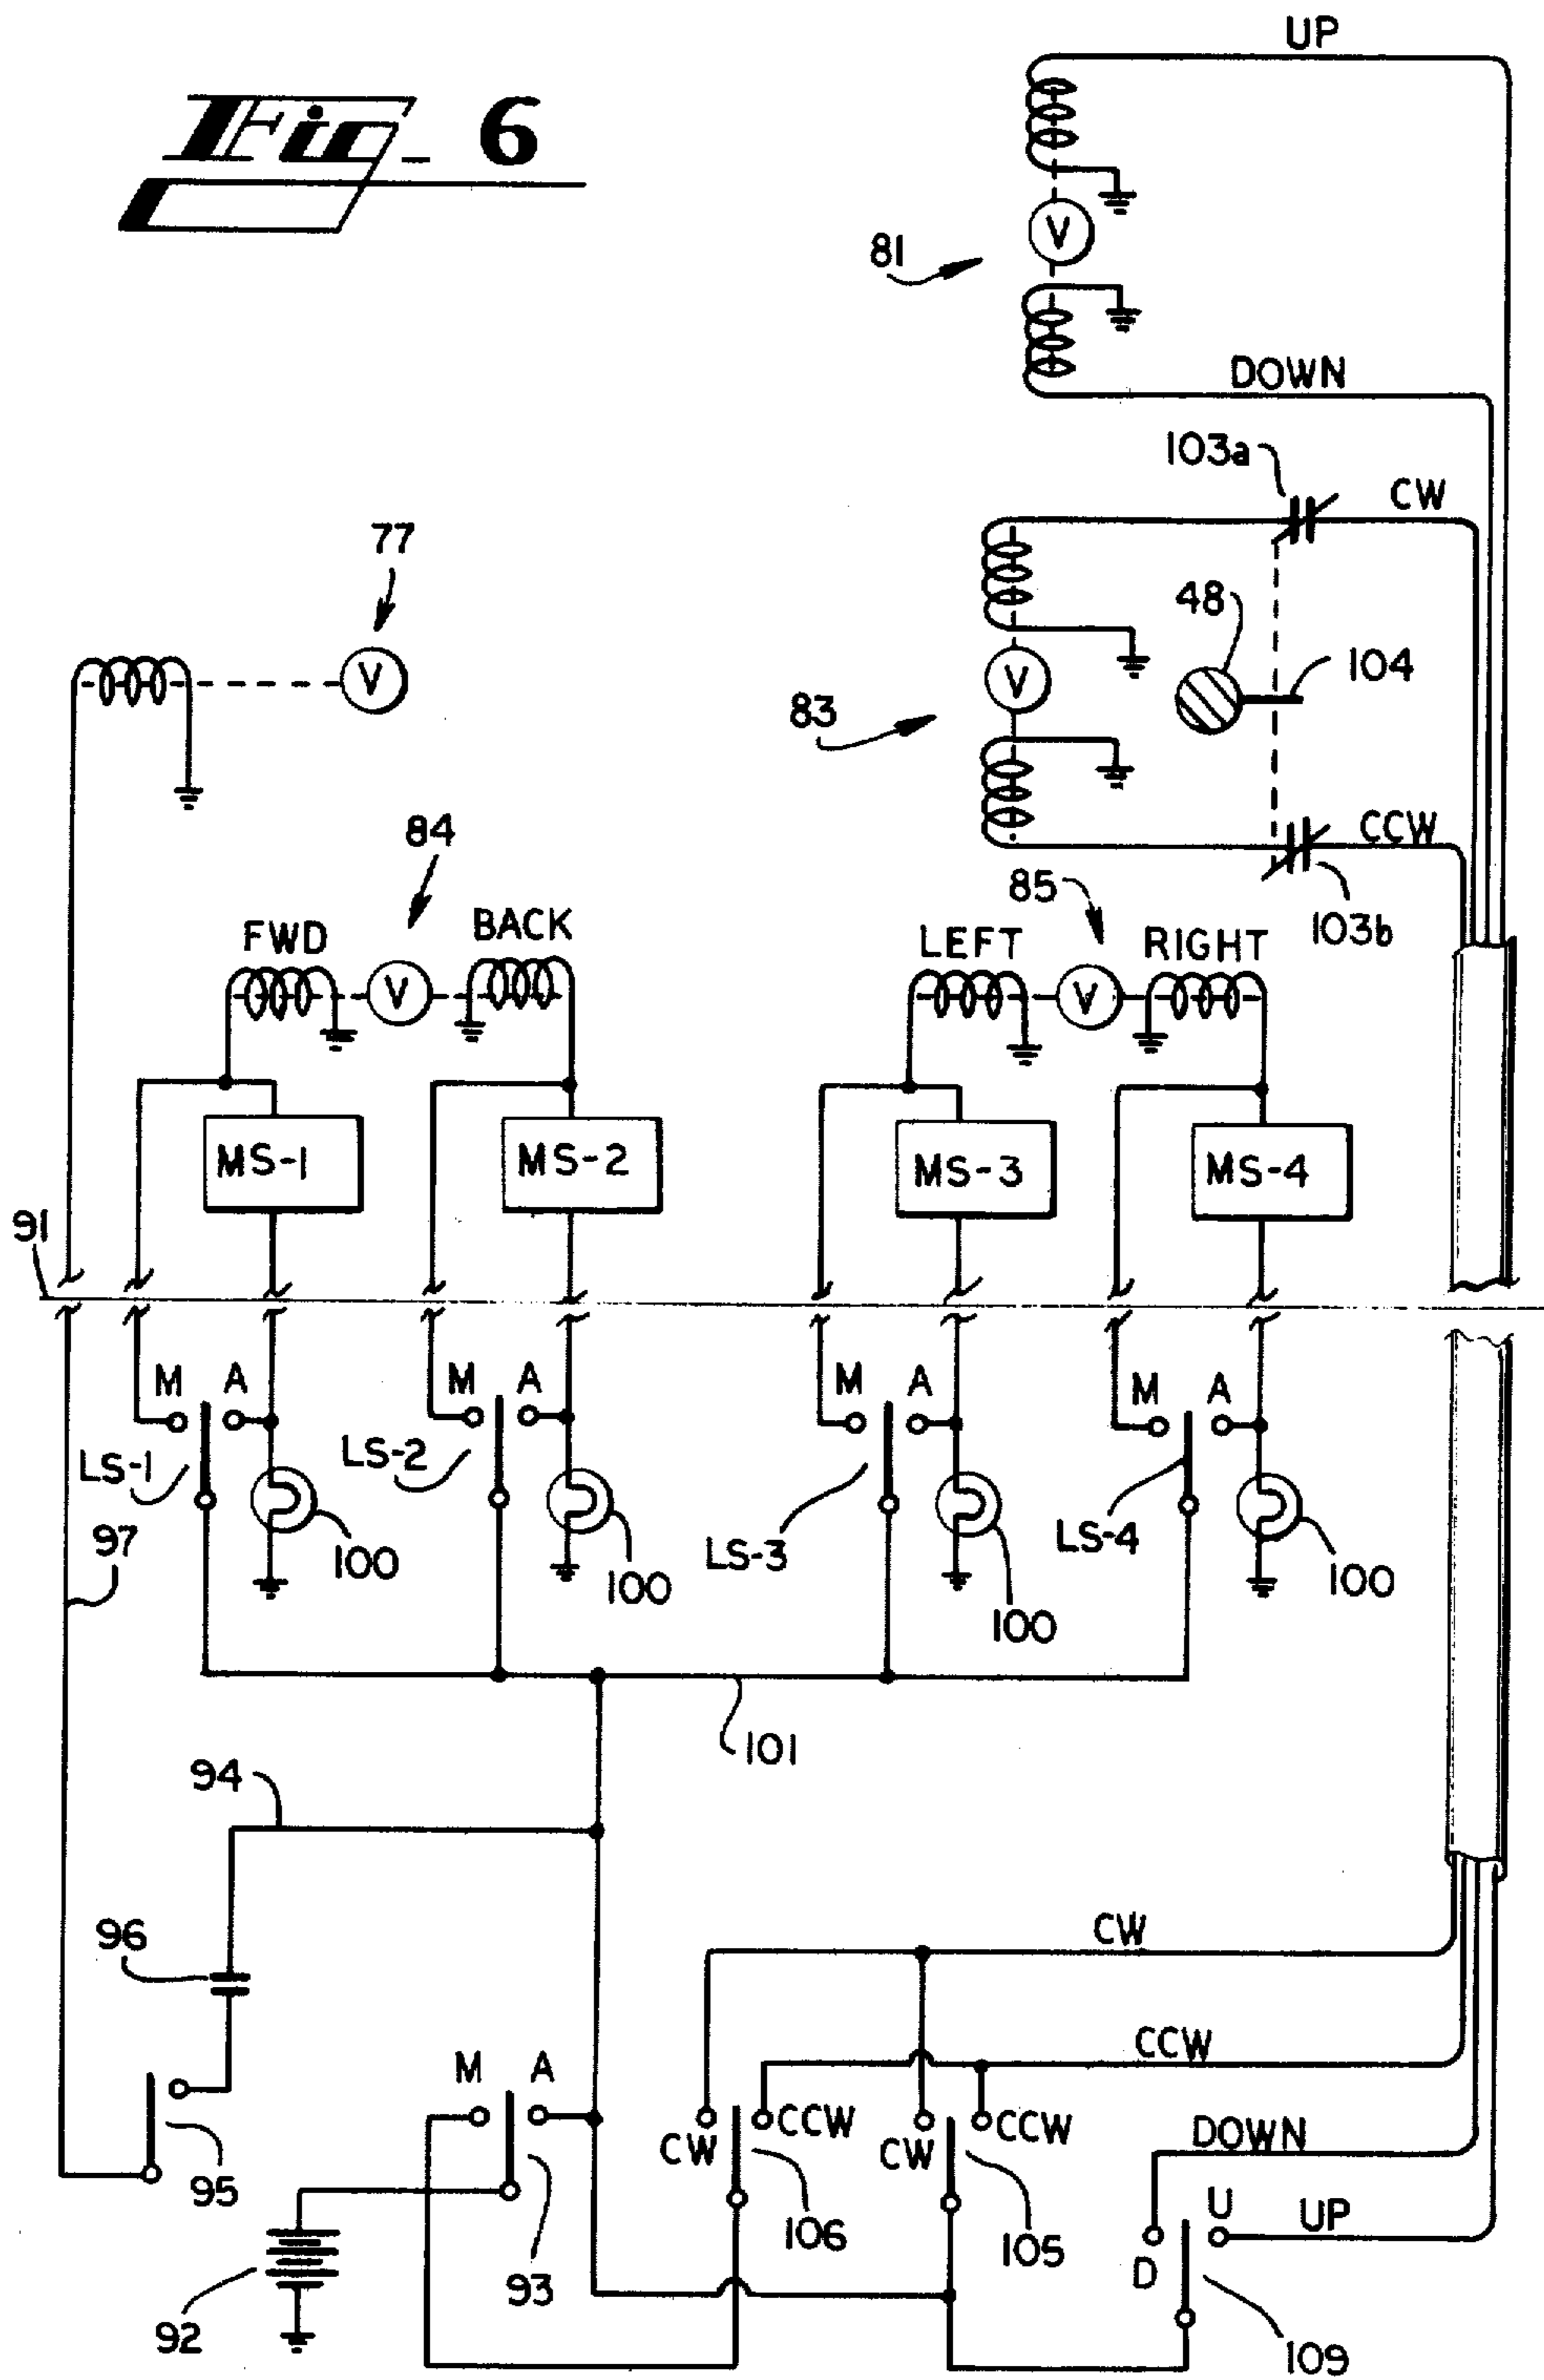 UP
Fig_ 6
81
DOWN
103a
CW
77
48
104
83
CCW
84
85
103b
FWD
BACK
LEFT
RIGHT
V
V
V
V
V
MS-1
MS-2
MS-3
MS-4
91
M A
M A
M A
M A
LS-1
LS-2
LS-3
LS-4
97
100
100
100
100
101
94
96
CW
CCW
M A
CW
CCW
CW
CCW
DOWN
95
U
UP
106
105
D
93
92
109